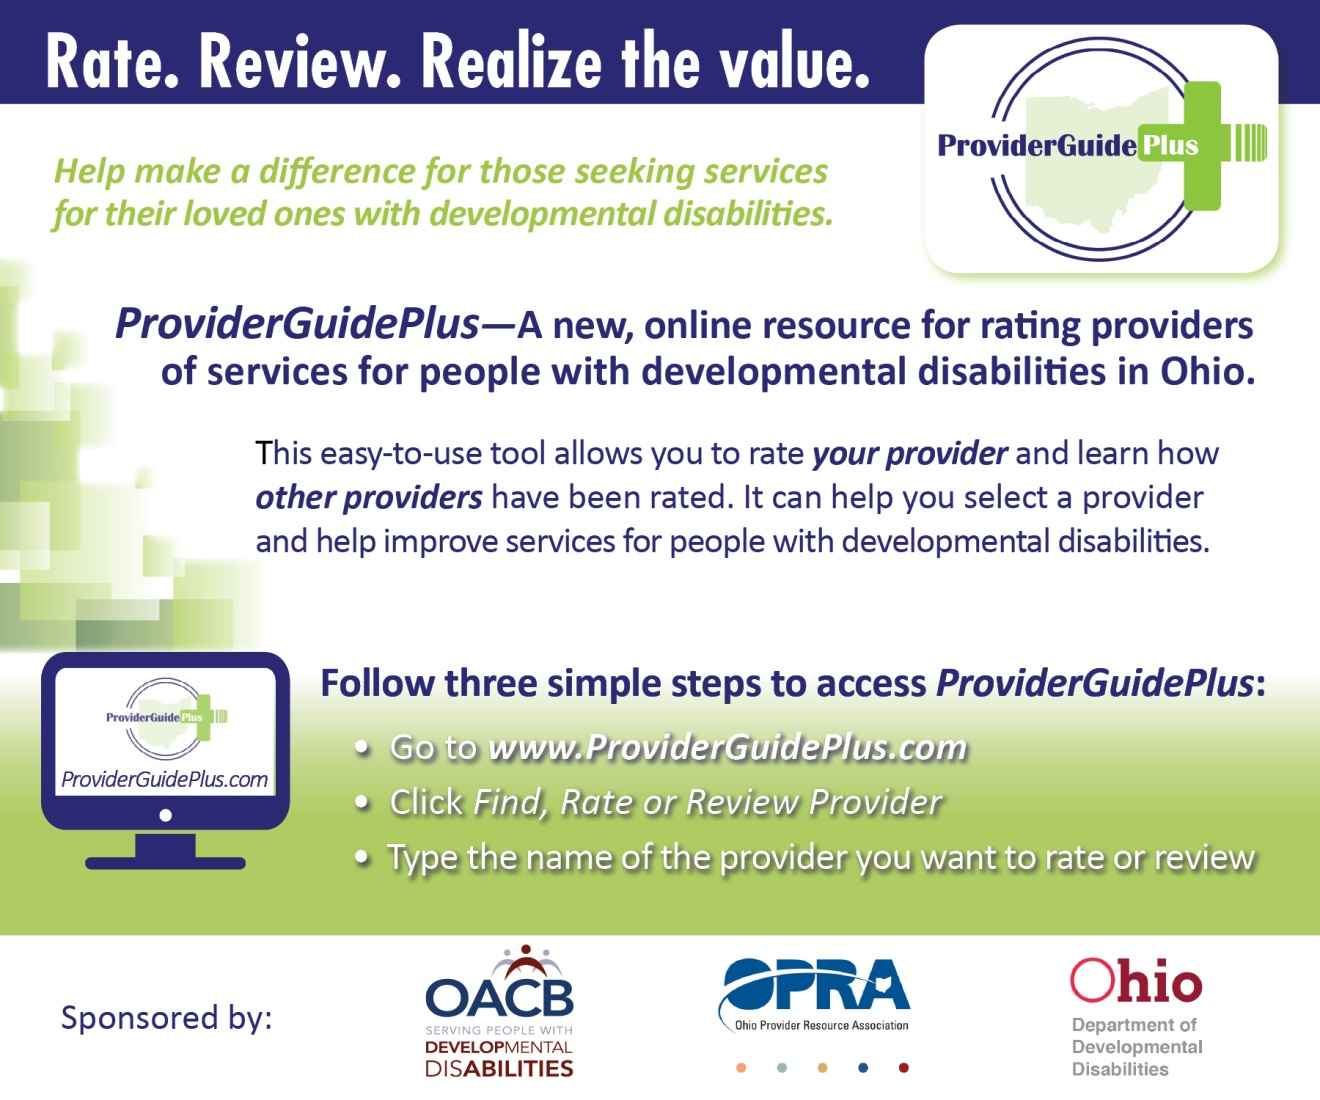 Rate. Review. Realize the value.
ProviderGuidePlus
Help make a difference for those seeking services
for their loved ones with developmental disabilities.
ProviderGuidePlus—A new, online resource for rating providers
of services for people with developmental disabilities in Ohio.
This easy-to-use tool allows you to rate your provider and learn how
other providers have been rated. It can help you select a provider
and help improve services for people with developmental disabilities.
ProviderGuidePlus
ProviderGuidePlus.com
Follow three simple steps to access ProviderGuidePlus:
• Go to www.ProviderGuidePlus.com
• Click Find, Rate or Review Provider
• Type the name of the provider you want to rate or review
Sponsored by:
OACB
SERVING PEOPLE WITH
DEVELOPMENTAL
DISABILITIES
OPRA
Ohio Provider Resource Association
Ohio
Department of
Developmental
Disabilities